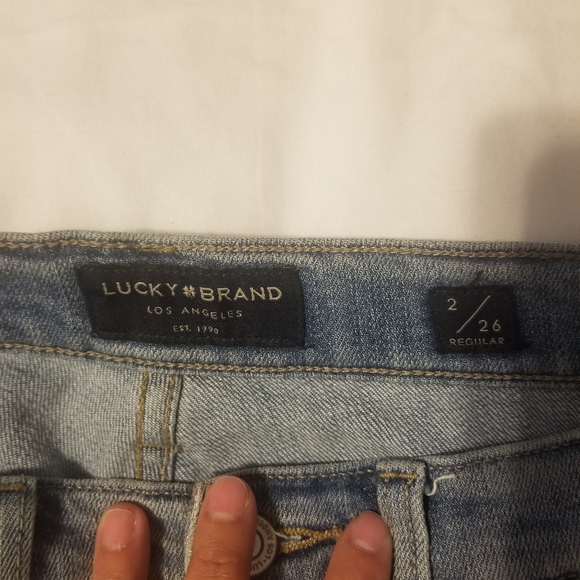 LUCKY BRAND
LOS ANGELES
EST. 1990
2/26
REGULAR